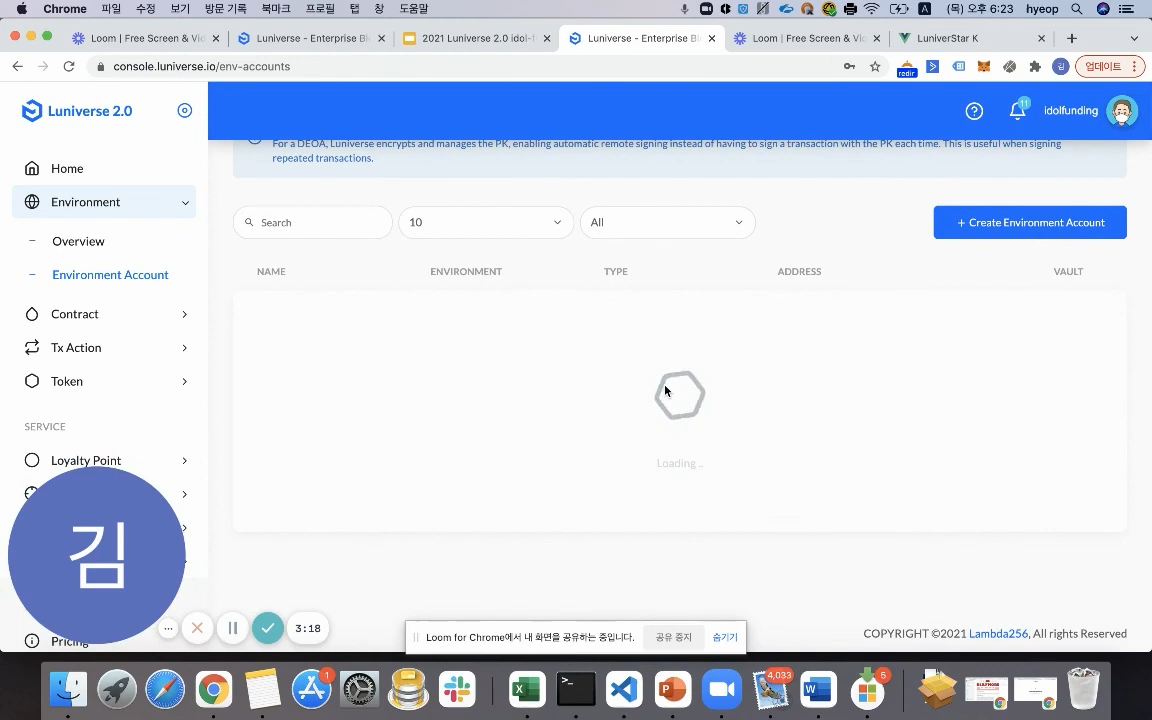 Chrome 파일 수정 보기 방문 기록 북마크 프로필 탭 창 도움말 (목) 오후 6:23 hyeop
Loom | Free Screen & Vid
Luniverse - Enterprise Bl
2021 Luniverse 2.0 idol-f
Luniverse - Enterprise Bl
Loom | Free Screen & Vid
LuniverStar K
console.luniverse.io/env-accounts
redir
김
업데이트
Luniverse 2.0
11
idolfunding
For a DEOA, Luniverse encrypts and manages the PK, enabling automatic remote signing instead of having to sign a transaction with the PK each time. This is useful when signing
repeated transactions.
Home
Environment
Overview
Environment Account
Contract
Tx Action
Token
SERVICE
Loyalty Point
Pricing
Search
10
All
+ Create Environment Account
NAME ENVIRONMENT TYPE ADDRESS VAULT
Loading ..
김
3:18
Loom for Chrome에서 내 화면을 공유하는 중입니다. 공유 중지 숨기기
COPYRIGHT ©2021 Lambda256, All rights Reserved
1
4,033
5